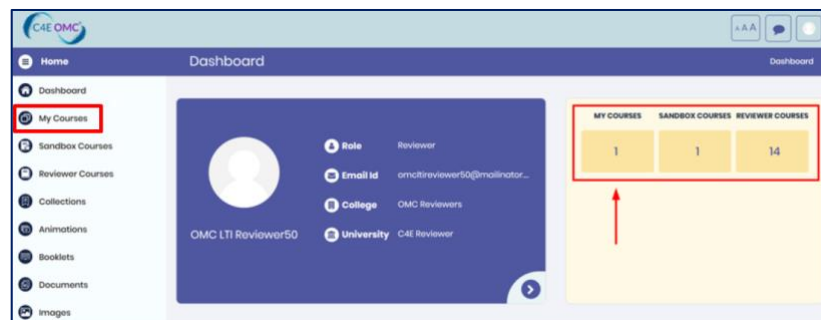 C4E OMC
A A A
Home
Dashboard
Dashboard
Dashboard
My Courses
Sandbox Courses
Reviewer Courses
Collections
Animations
Booklets
Documents
Images
OMC LTI Reviewer50
Role Reviewer
Email Id omcltireviewer50@mailinator...
College OMC Reviewers
University C4E Reviewer
MY COURSES SANDBOX COURSES REVIEWER COURSES
1 1 14